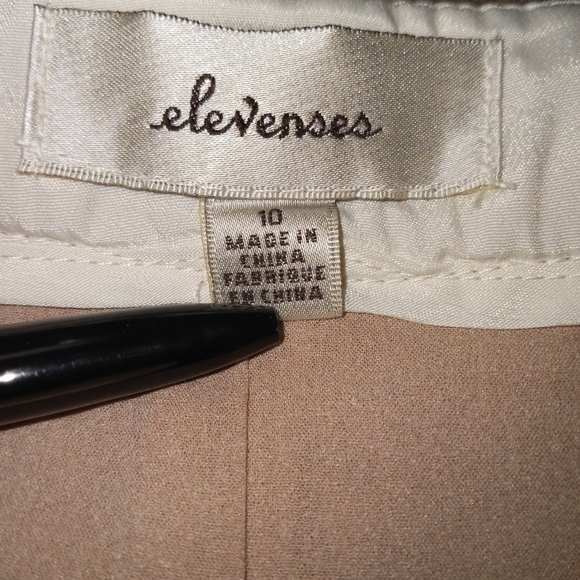 elevenses
10
MADE IN
CHINA
FABRIQUE
EN CHINA